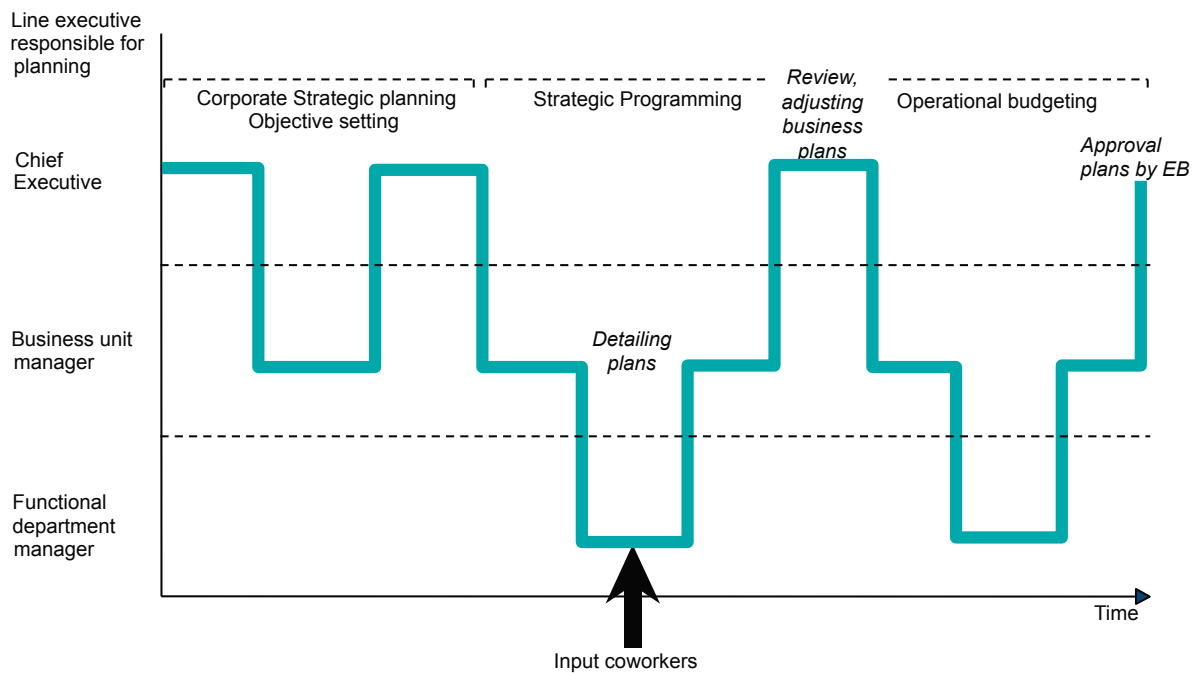 Line executive
responsible for
planning
Corporate Strategic planning
Objective setting
Strategic Programming
Review,
adjusting
business
plans
Operational budgeting
Approval
plans by EB
Chief
Executive
Business unit
manager
Detailing
plans
Functional
department
manager
Time
Input coworkers